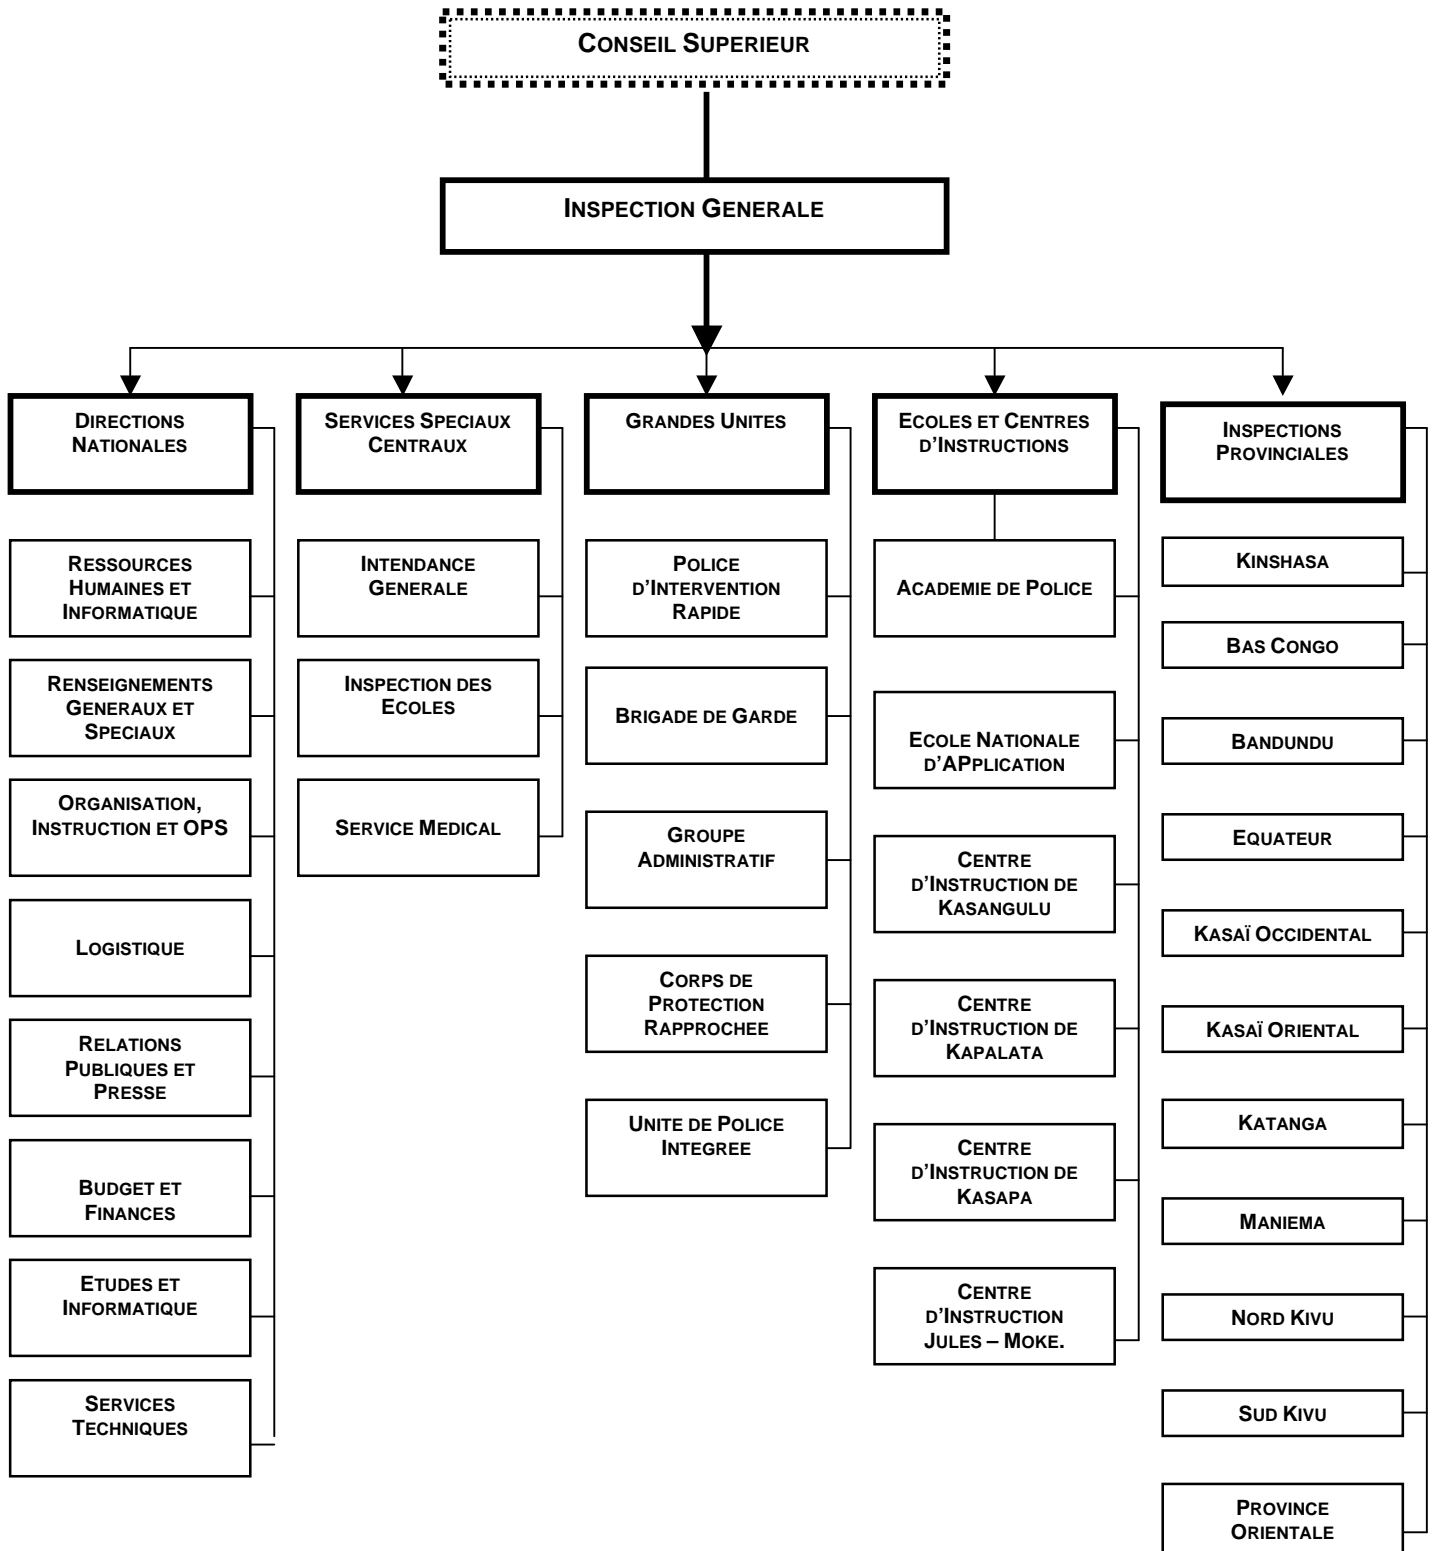 CONSEIL SUPERIEUR
INSPECTION GENERALE
DIRECTIONS
NATIONALES
RESSOURCES
HUMAINES ET
INFORMATIQUE
RENSEIGNEMENTS
GENERAUX ET
SPECIAUX
ORGANISATION,
INSTRUCTION ET OPS
LOGISTIQUE
RELATIONS
PUBLIQUES ET
PRESSE
BUDGET ET
FINANCES
ETUDES ET
INFORMATIQUE
SERVICES
TECHNIQUES
SERVICES SPECIAUX
CENTRAUX
INTENDANCE
GENERALE
INSPECTION DES
ECOLES
SERVICE MEDICAL
GRANDES UNITES
POLICE
D'INTERVENTION
RAPIDE
BRIGADE DE GARDE
GROUPE
ADMINISTRATIF
CORPS DE
PROTECTION
RAPPROCHEE
UNITE DE POLICE
INTEGREE
ECOLES ET CENTRES
D'INSTRUCTIONS
ACADEMIE DE POLICE
ECOLE NATIONALE
D'APPLICATION
CENTRE
D'INSTRUCTION DE
KASANGULU
CENTRE
D'INSTRUCTION DE
KAPALATA
CENTRE
D'INSTRUCTION DE
KASAPA
CENTRE
D'INSTRUCTION
JULES – MOKE.
INSPECTIONS
PROVINCIALES
KINSHASA
BAS CONGO
BANDUNDU
EQUATEUR
KASAÏ OCCIDENTAL
KASAÏ ORIENTAL
KATANGA
MANIEMA
NORD KIVU
SUD KIVU
PROVINCE
ORIENTALE